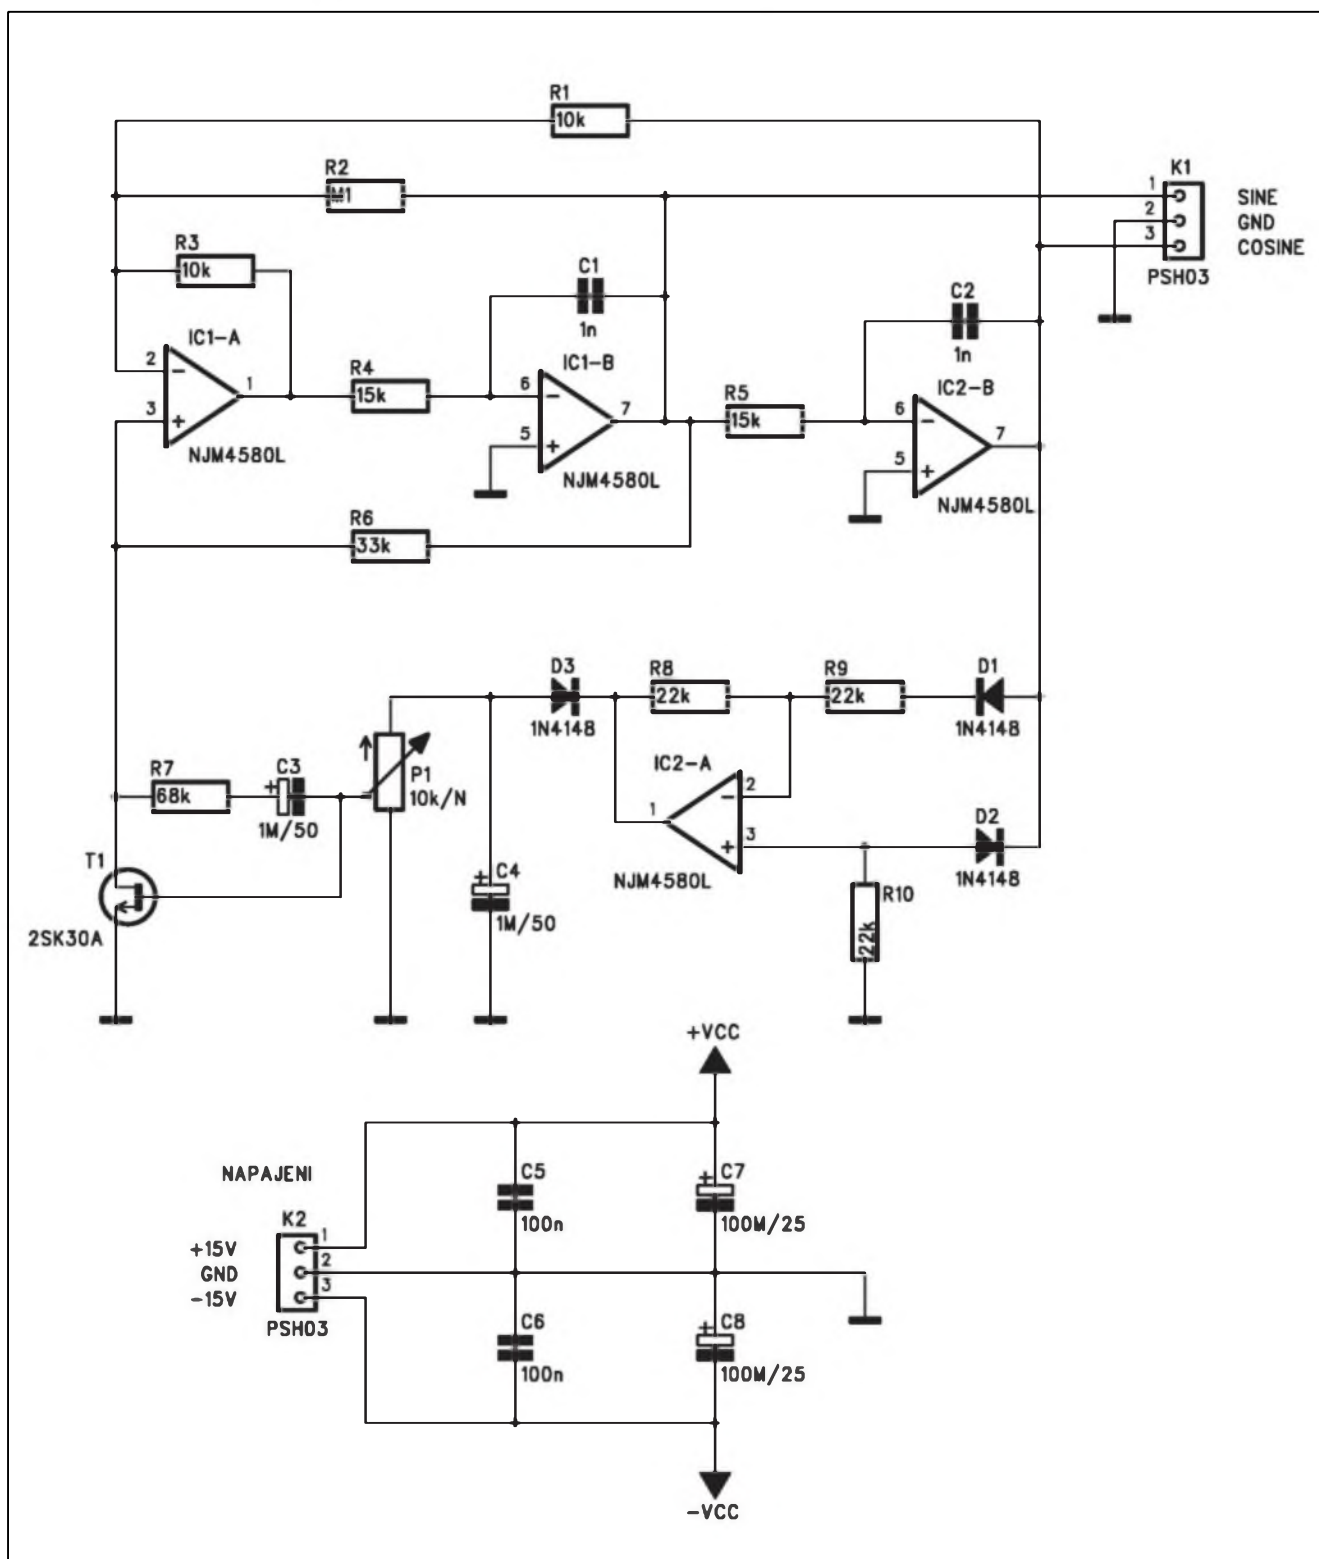 R1
10k
R2
M1
K1
1
2
3
SINE
GND
COSINE
PSH03
R3
10k
C1
1n
C2
1n
IC1-A
2
3
1
−
+
NJM4580L
R4
15k
IC1-B
6
5
7
−
+
NJM4580L
R5
15k
IC2-B
6
5
7
−
+
NJM4580L
R6
33k
D3
1N4148
R8
22k
R9
22k
D1
1N4148
IC2-A
1
2
3
−
+
NJM4580L
R7
68k
C3
+
1M/50
P1
10k/N
D2
1N4148
T1
2SK30A
C4
+
1M/50
R10
22k
+VCC
NAPAJENI
K2
+15V
GND
-15V
1
2
3
PSH03
C5
100n
C7
+
100M/25
C6
100n
C8
+
100M/25
-VCC